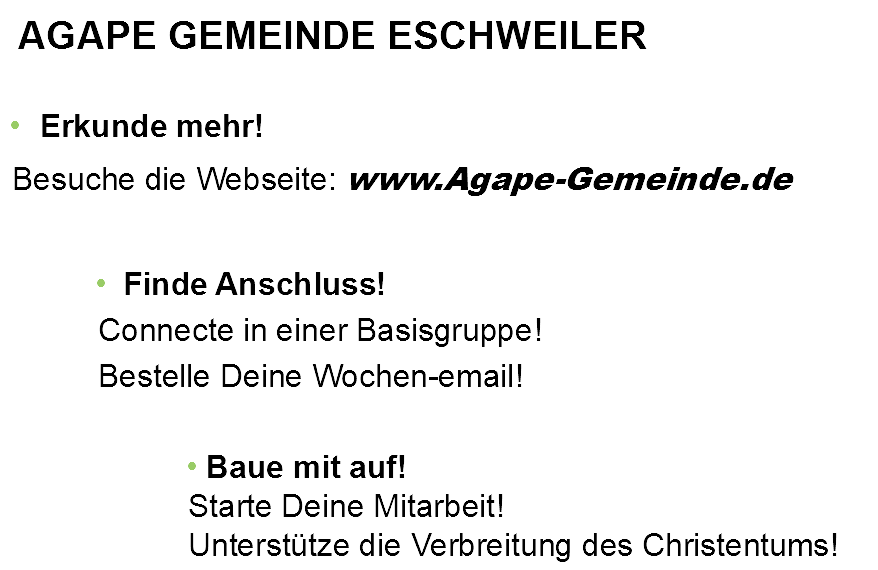 AGAPE GEMEINDE ESCHWEILER
• Erkunde mehr!
Besuche die Webseite: www.Agape-Gemeinde.de
• Finde Anschluss!
Connecte in einer Basisgruppe!
Bestelle Deine Wochen-email!
• Baue mit auf!
Starte Deine Mitarbeit!
Unterstütze die Verbreitung des Christentums!